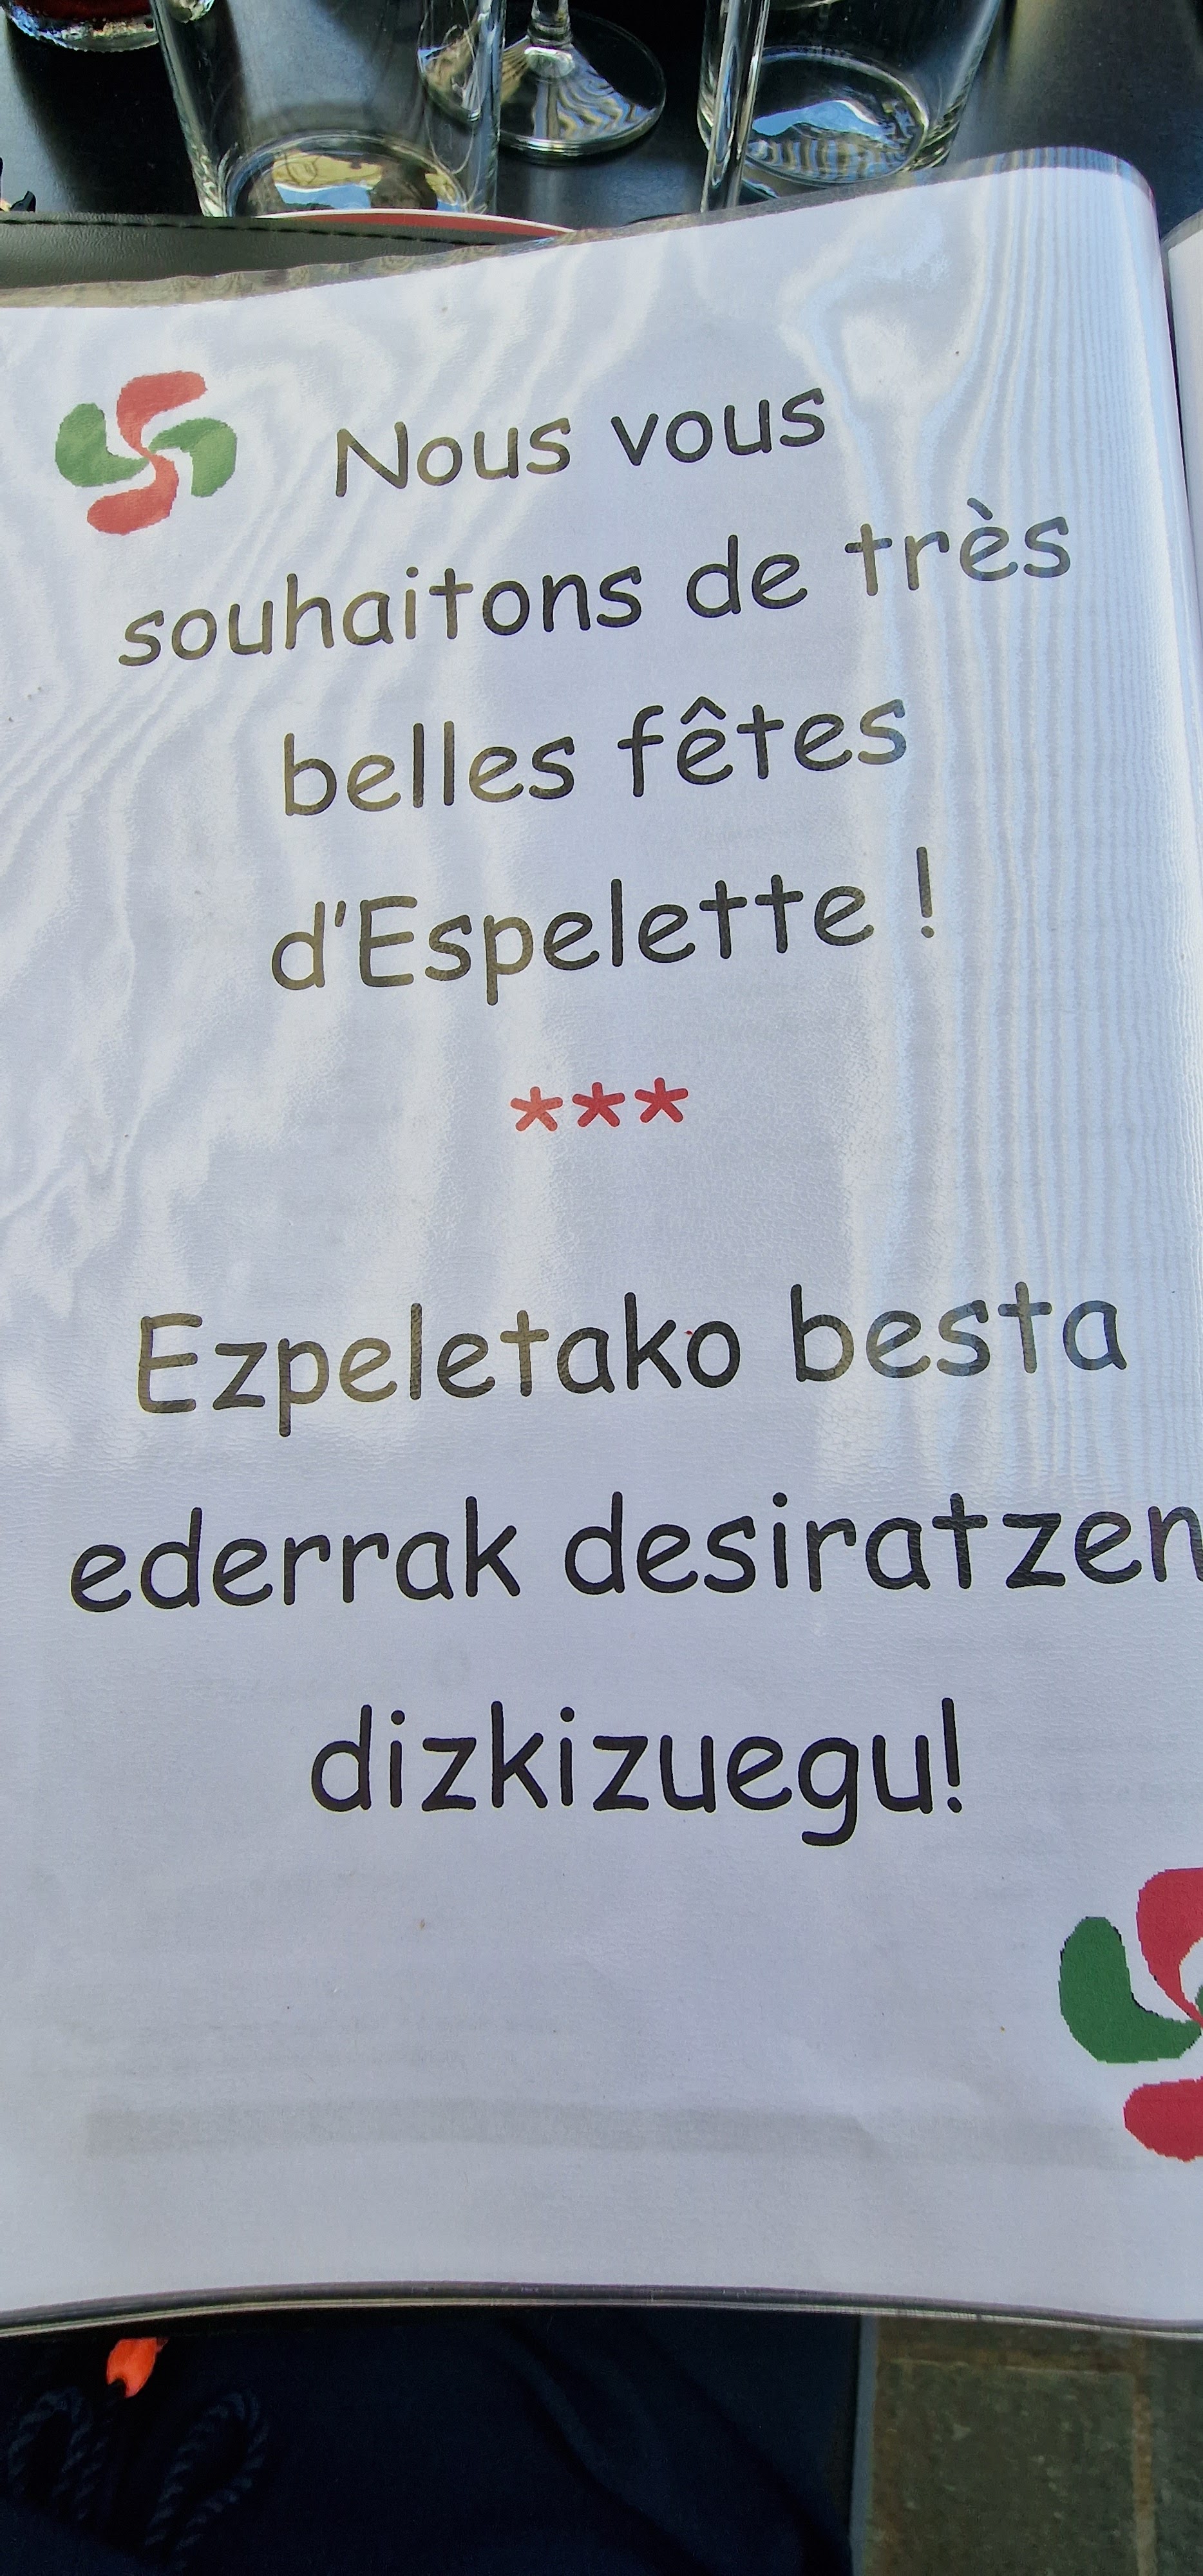 Nous vous
souhaitons de très
belles fêtes
d'Espelette !
***
Ezpeletako besta
ederrak desiratzen
dizkizuegu!